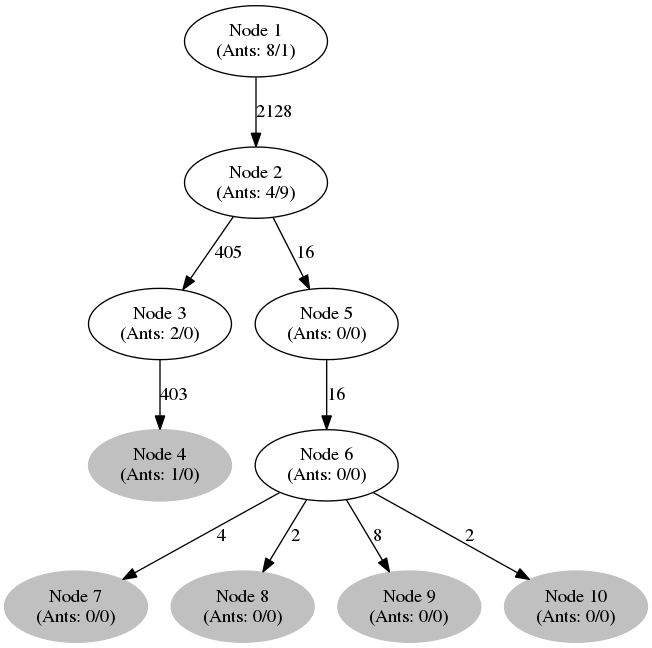 Node 1
(Ants: 8/1)
2128
Node 2
(Ants: 4/9)
405
16
Node 3
(Ants: 2/0)
Node 5
(Ants: 0/0)
403
16
Node 4
(Ants: 1/0)
Node 6
(Ants: 0/0)
4
2
8
2
Node 7
(Ants: 0/0)
Node 8
(Ants: 0/0)
Node 9
(Ants: 0/0)
Node 10
(Ants: 0/0)